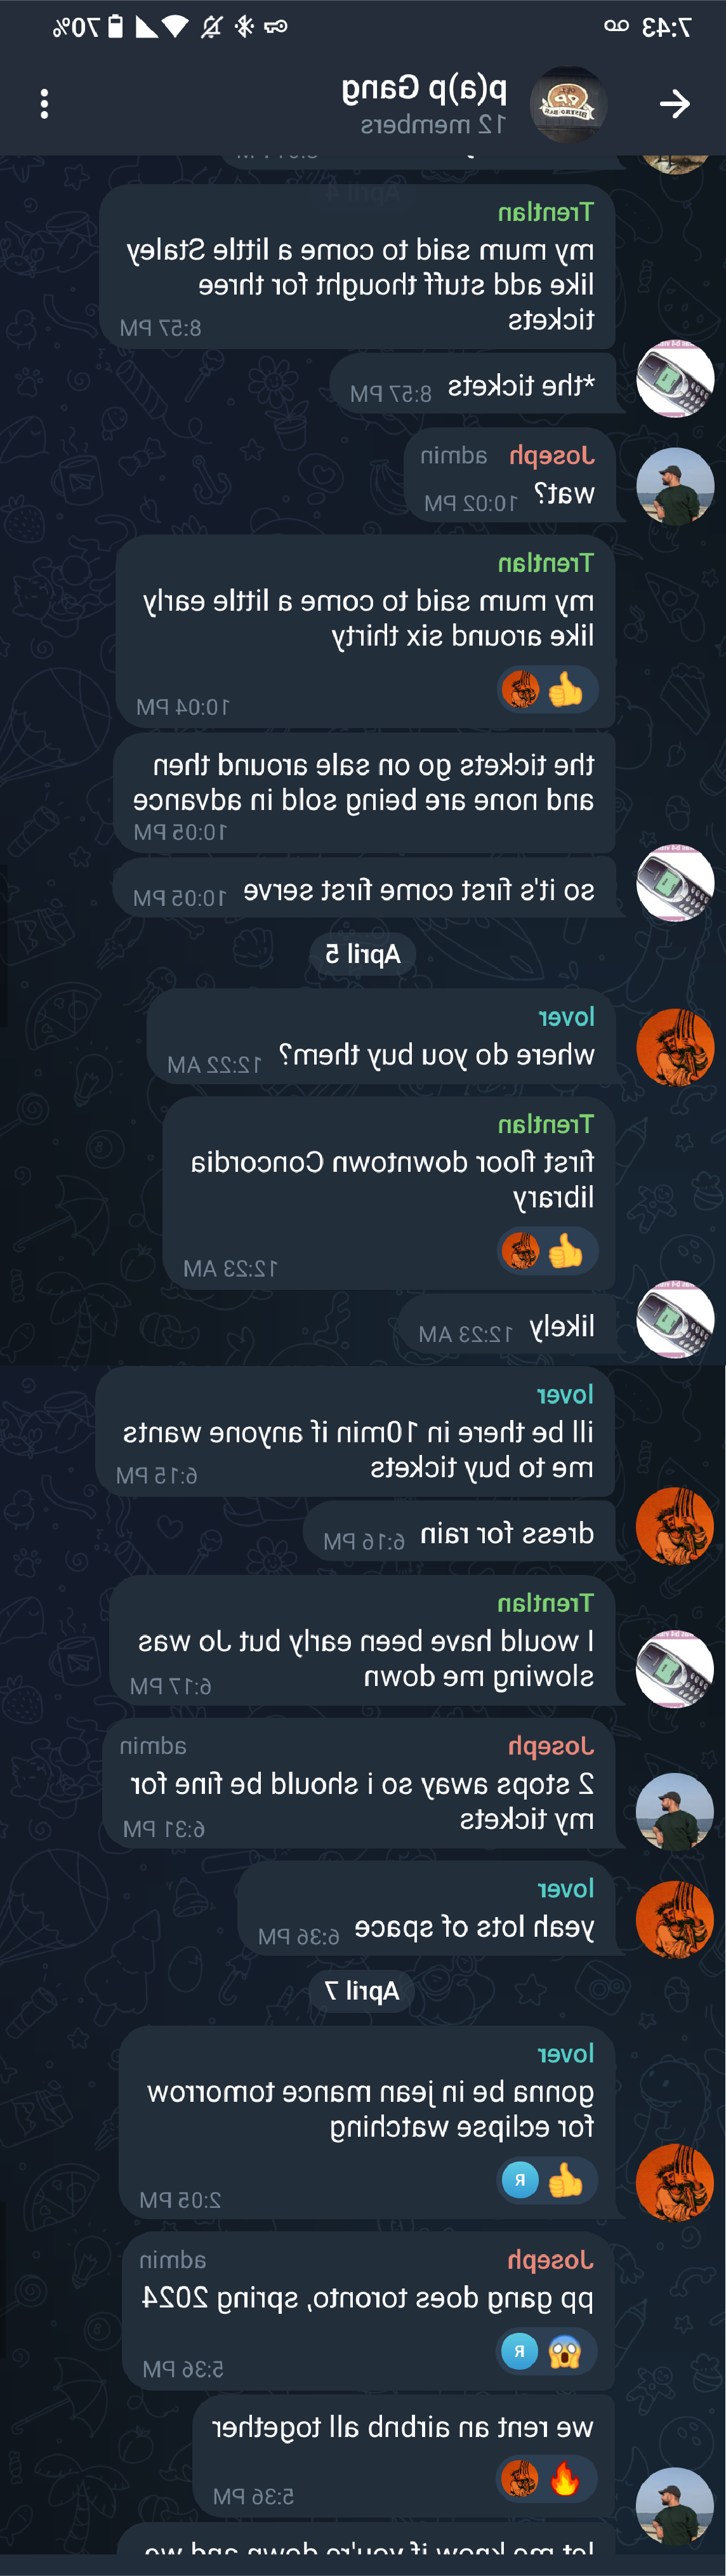 7:43 70%
p(a)p Gang
12 members
April 4
Trentlan
my mum said to come a little Staley
like add stuff thought for three
tickets
8:57 PM
*the tickets 8:57 PM
Joseph admin
wat? 10:02 PM
Trentlan
my mum said to come a little early
like around six thirty
10:04 PM
the tickets go on sale around then
and none are being sold in advance
10:05 PM
so it's first come first serve 10:05 PM
April 5
lover
where do you buy them? 12:22 AM
Trentlan
first floor downtown Concordia
library
12:23 AM
likely 12:23 AM
lover
ill be there in 10min if anyone wants
me to buy tickets 6:15 PM
dress for rain 6:16 PM
Trentlan
I would have been early but Jo was
slowing me down 6:17 PM
Joseph admin
2 stops away so i should be fine for
my tickets 6:31 PM
lover
yeah lots of space 6:36 PM
April 7
lover
gonna be in jean mance tomorrow
for eclipse watching
R 2:05 PM
Joseph admin
pp gang does toronto, spring 2024
R 5:36 PM
we rent an airbnb all together
5:36 PM
let me know if you're down and we